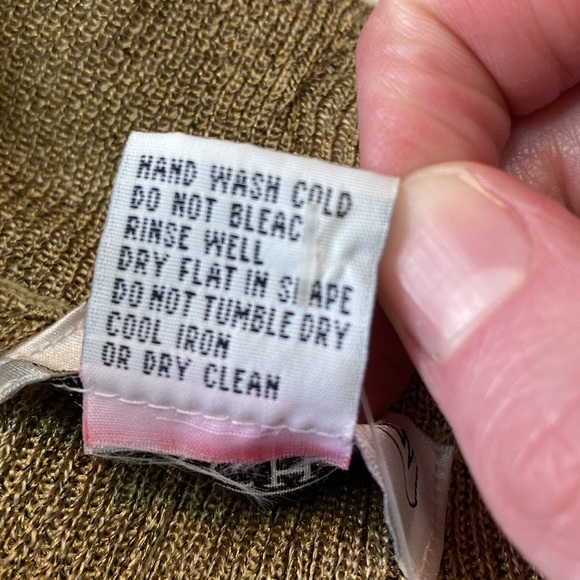 HAND WASH COLD
DO NOT BLEAC
RINSE WELL
DRY FLAT IN SHAPE
DO NOT TUMBLE DRY
COOL IRON
OR DRY CLEAN